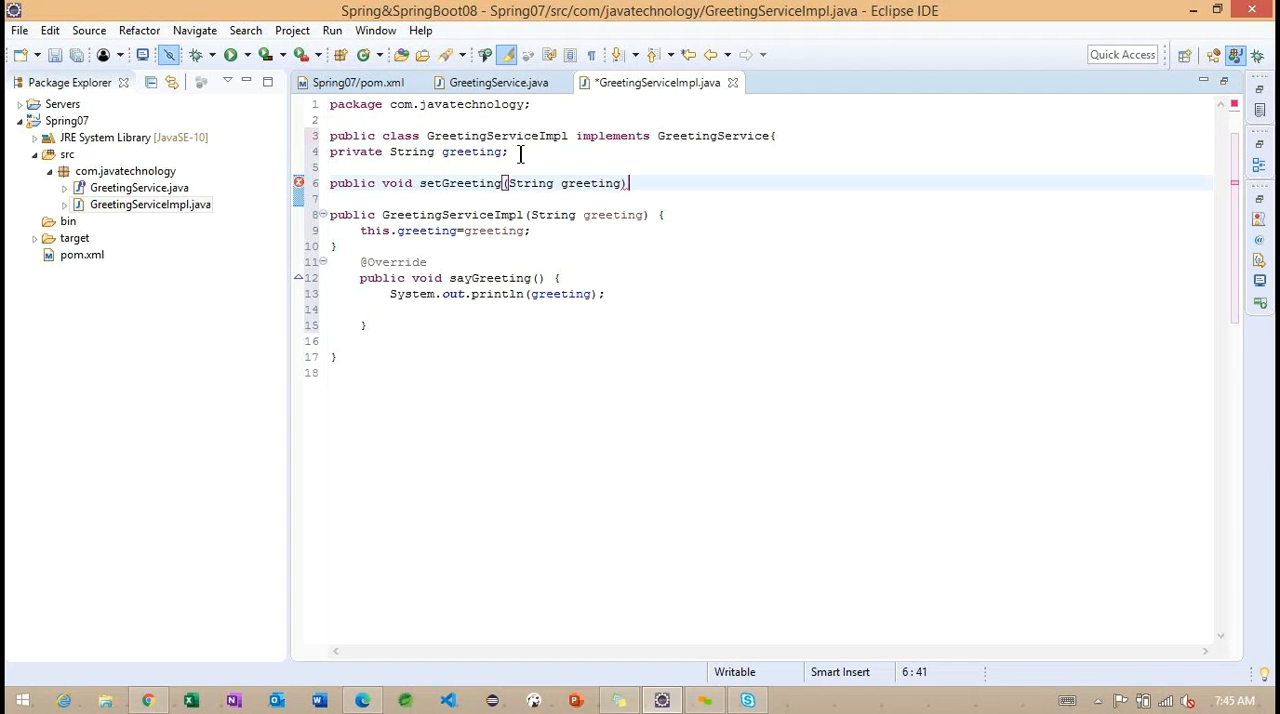 Spring&SpringBoot08 - Spring07/src/com/javatechnology/GreetingServiceImpl.java - Eclipse IDE
File Edit Source Refactor Navigate Search Project Run Window Help
Quick Access
Package Explorer
Servers
Spring07
JRE System Library [JavaSE-10]
src
com.javatechnology
GreetingService.java
GreetingServiceImpl.java
bin
target
pom.xml
Spring07/pom.xml GreetingService.java *GreetingServiceImpl.java
1 package com.javatechnology;
2
3 public class GreetingServiceImpl implements GreetingService{
4 private String greeting;
5
6 public void setGreeting(String greeting)
7
8 public GreetingServiceImpl(String greeting) {
9 this.greeting=greeting;
10 }
11 @Override
12 public void sayGreeting() {
13 System.out.println(greeting);
14
15 }
16
17 }
18
Writable Smart Insert 6 : 41
7:45 AM